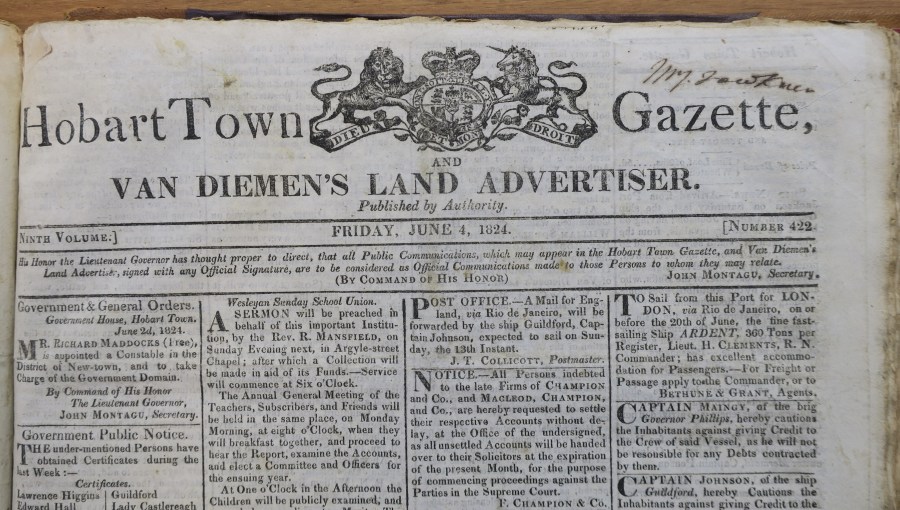 Hobart Town Gazette,
DIEU ET MON DROIT
AND
VAN DIEMEN'S LAND ADVERTISER.
Published by Authority.
NINTH VOLUME.] FRIDAY, JUNE 4, 1824. [NUMBER 422
His Honor the Lieutenant Governor has thought proper to direct, that all Public Communications, which may appear in the Hobart Town Gazette, and Van Diemen's
Land Advertiser, signed with any Official Signature, are to be considered as Official Communications made to those Persons to whom they may relate.
(BY COMMAND OF HIS HONOR) JOHN MONTAGU, Secretary.
Government & General Orders.
Government House, Hobart Town.
June 2d, 1824.
MR. RICHARD MADDOCKS (free),
is appointed a Constable in the
District of New-town, and to take
Charge of the Government Domain.
By Command of His Honor
The Lieutenant Governor,
JOHN MONTAGU, Secretary.
Government Public Notice.
THE under-mentioned Persons have
obtained Certificates during the
last Week :—
Certificates.
Lawrence Higgins | Guildford
Edward Hall | Lady Castlereagh
Wesleyan Sunday School Union.
A SERMON will be preached in
behalf of this important Institu-
tion, by the Rev. R. MANSFIELD, on
Sunday Evening next, in Argyle-street
Chapel; after which a Collection will
be made in aid of its Funds.—Service
will commence at Six o'Clock.
The Annual General Meeting of the
Teachers, Subscribers, and Friends will
be held in the same place, on Monday
Morning, at eight o'Clock, when they
will breakfast together, and proceed to
hear the Report, examine the Accounts,
and elect a Committee and Officers for
the ensuing year.
At One o'Clock in the Afternoon the
Children will be publicly examined, and
POST OFFICE.—A Mail for Eng-
land, via Rio de Janeiro, will be
forwarded by the ship Guildford, Cap-
tain Johnson, expected to sail on Sun-
day, the 13th Instant.
J. T. COLLICOTT, Postmaster.
NOTICE.—All Persons indebted
to the late Firms of CHAMPION
and Co., and MACLEOD, CHAMPION,
and Co., are hereby requested to settle
their respective Accounts without de-
lay, at the Office of the undersigned,
as all unsettled Accounts will be handed
over to their Solicitors at the expiration
of the present Month, for the purpose
of commencing proceedings against the
Parties in the Supreme Court.
F. CHAMPION & Co.
TO Sail from this Port for LON-
DON, via Rio de Janeiro, on or
before the 20th of June, the fine fast-
sailing Ship ARDENT, 360 Tons per
Register, Lieut. H. CLEMENTS, R. N.
Commander; has excellent accommo-
dation for Passengers.—For Freight or
Passage apply to the Commander, or to
BETHUNE & GRANT, Agents.
CAPTAIN MAINGY, of the brig
Governor Phillips, hereby cautions
the Inhabitants against giving Credit to
the Crew of said Vessel, as he will not
be resonsible for any Debts contracted
by them.
CAPTAIN JOHNSON, of the ship
Guildford, hereby Cautions the
Inhabitants against giving Credit to the